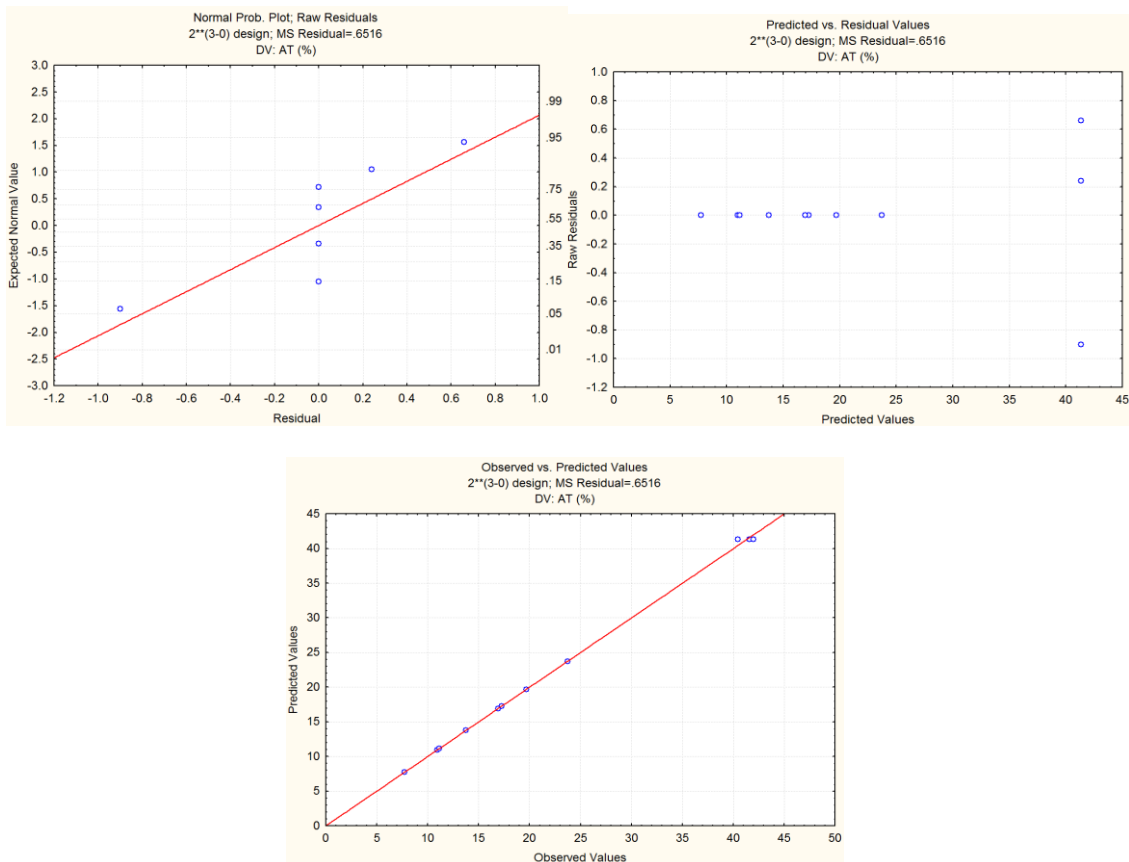 Normal Prob. Plot; Raw Residuals
2**(3-0) design; MS Residual=.6516
DV: AT (%)
3.0
2.5
2.0
1.5
1.0
0.5
0.0
-0.5
-1.0
-1.5
-2.0
-2.5
-3.0
Expected Normal Value
.99
.95
.75
.55
.35
.15
.05
.01
-1.2 -1.0 -0.8 -0.6 -0.4 -0.2 0.0 0.2 0.4 0.6 0.8 1.0
Residual
Predicted vs. Residual Values
2**(3-0) design; MS Residual=.6516
DV: AT (%)
1.0
0.8
0.6
0.4
0.2
0.0
-0.2
-0.4
-0.6
-0.8
-1.0
-1.2
Raw Residuals
0 5 10 15 20 25 30 35 40 45
Predicted Values
Observed vs. Predicted Values
2**(3-0) design; MS Residual=.6516
DV: AT (%)
45
40
35
30
25
20
15
10
5
0
Predicted Values
0 5 10 15 20 25 30 35 40 45 50
Observed Values